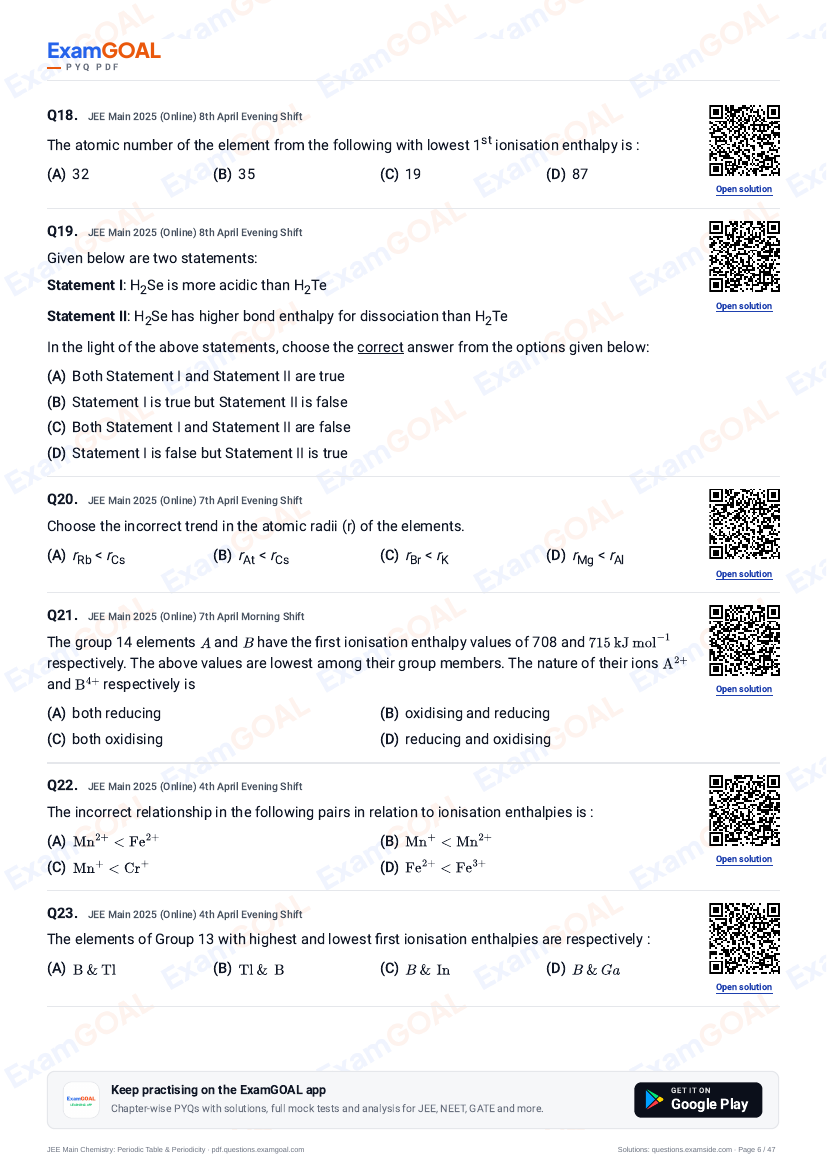 ExamGOAL
PYQ PDF
Q18. JEE Main 2025 (Online) 8th April Evening Shift
The atomic number of the element from the following with lowest 1st ionisation enthalpy is :
(A) 32 (B) 35 (C) 19 (D) 87
Open solution
Q19. JEE Main 2025 (Online) 8th April Evening Shift
Given below are two statements:
Statement I: H2Se is more acidic than H2Te
Statement II: H2Se has higher bond enthalpy for dissociation than H2Te
In the light of the above statements, choose the correct answer from the options given below:
(A) Both Statement I and Statement II are true
(B) Statement I is true but Statement II is false
(C) Both Statement I and Statement II are false
(D) Statement I is false but Statement II is true
Open solution
Q20. JEE Main 2025 (Online) 7th April Evening Shift
Choose the incorrect trend in the atomic radii (r) of the elements.
(A) rRb < rCs (B) rAt < rCs (C) rBr < rK (D) rMg < rAl
Open solution
Q21. JEE Main 2025 (Online) 7th April Morning Shift
The group 14 elements A and B have the first ionisation enthalpy values of 708 and 715 kJ mol⁻¹
respectively. The above values are lowest among their group members. The nature of their ions A²⁺
and B⁴⁺ respectively is
(A) both reducing (B) oxidising and reducing
(C) both oxidising (D) reducing and oxidising
Open solution
Q22. JEE Main 2025 (Online) 4th April Evening Shift
The incorrect relationship in the following pairs in relation to ionisation enthalpies is :
(A) Mn²⁺ < Fe²⁺ (B) Mn⁺ < Mn²⁺
(C) Mn⁺ < Cr⁺ (D) Fe²⁺ < Fe³⁺
Open solution
Q23. JEE Main 2025 (Online) 4th April Evening Shift
The elements of Group 13 with highest and lowest first ionisation enthalpies are respectively :
(A) B & Tl (B) Tl & B (C) B & In (D) B & Ga
Open solution
Keep practising on the ExamGOAL app
Chapter-wise PYQs with solutions, full mock tests and analysis for JEE, NEET, GATE and more.
GET IT ON
Google Play
JEE Main Chemistry: Periodic Table & Periodicity · pdf.questions.examgoal.com Solutions: questions.examside.com · Page 6 / 47